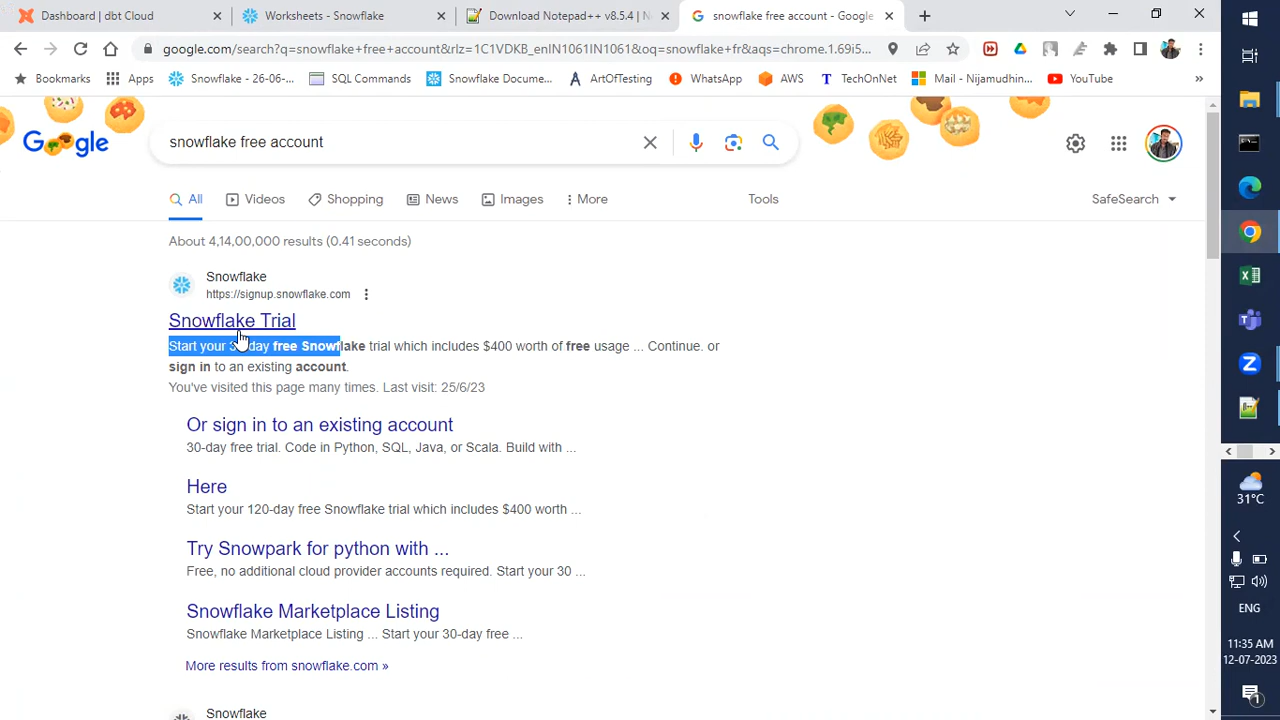 Dashboard | dbt Cloud
Worksheets - Snowflake
Download Notepad++ v8.5.4 | N
snowflake free account - Google
google.com/search?q=snowflake+free+account&rlz=1C1VDKB_enIN1061IN1061&oq=snowflake+fr&aqs=chrome.1.69i5...
Bookmarks
Apps
Snowflake - 26-06-...
SQL Commands
Snowflake Docume...
ArtOfTesting
WhatsApp
AWS
TechOnNet
Mail - Nijamudhin...
YouTube
»
Google
snowflake free account
All
Videos
Shopping
News
Images
More
Tools
SafeSearch
About 4,14,00,000 results (0.41 seconds)
Snowflake
https://signup.snowflake.com
Snowflake Trial
Start your 30-day free Snowflake trial which includes $400 worth of free usage ... Continue. or
sign in to an existing account.
You've visited this page many times. Last visit: 25/6/23
Or sign in to an existing account
30-day free trial. Code in Python, SQL, Java, or Scala. Build with ...
Here
Start your 120-day free Snowflake trial which includes $400 worth ...
Try Snowpark for python with ...
Free, no additional cloud provider accounts required. Start your 30 ...
Snowflake Marketplace Listing
Snowflake Marketplace Listing ... Start your 30-day free ...
More results from snowflake.com »
Snowflake
31°C
ENG
11:35 AM
12-07-2023
1